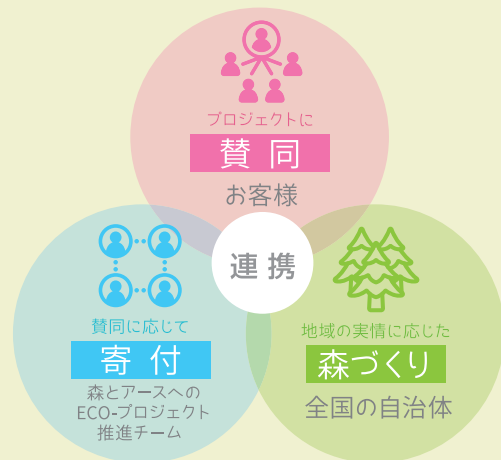 プロジェクトに
賛同
お客様
連携
賛同に応じて
寄付
森とアースへの
ECO-プロジェクト
推進チーム
地域の実情に応じた
森づくり
全国の自治体